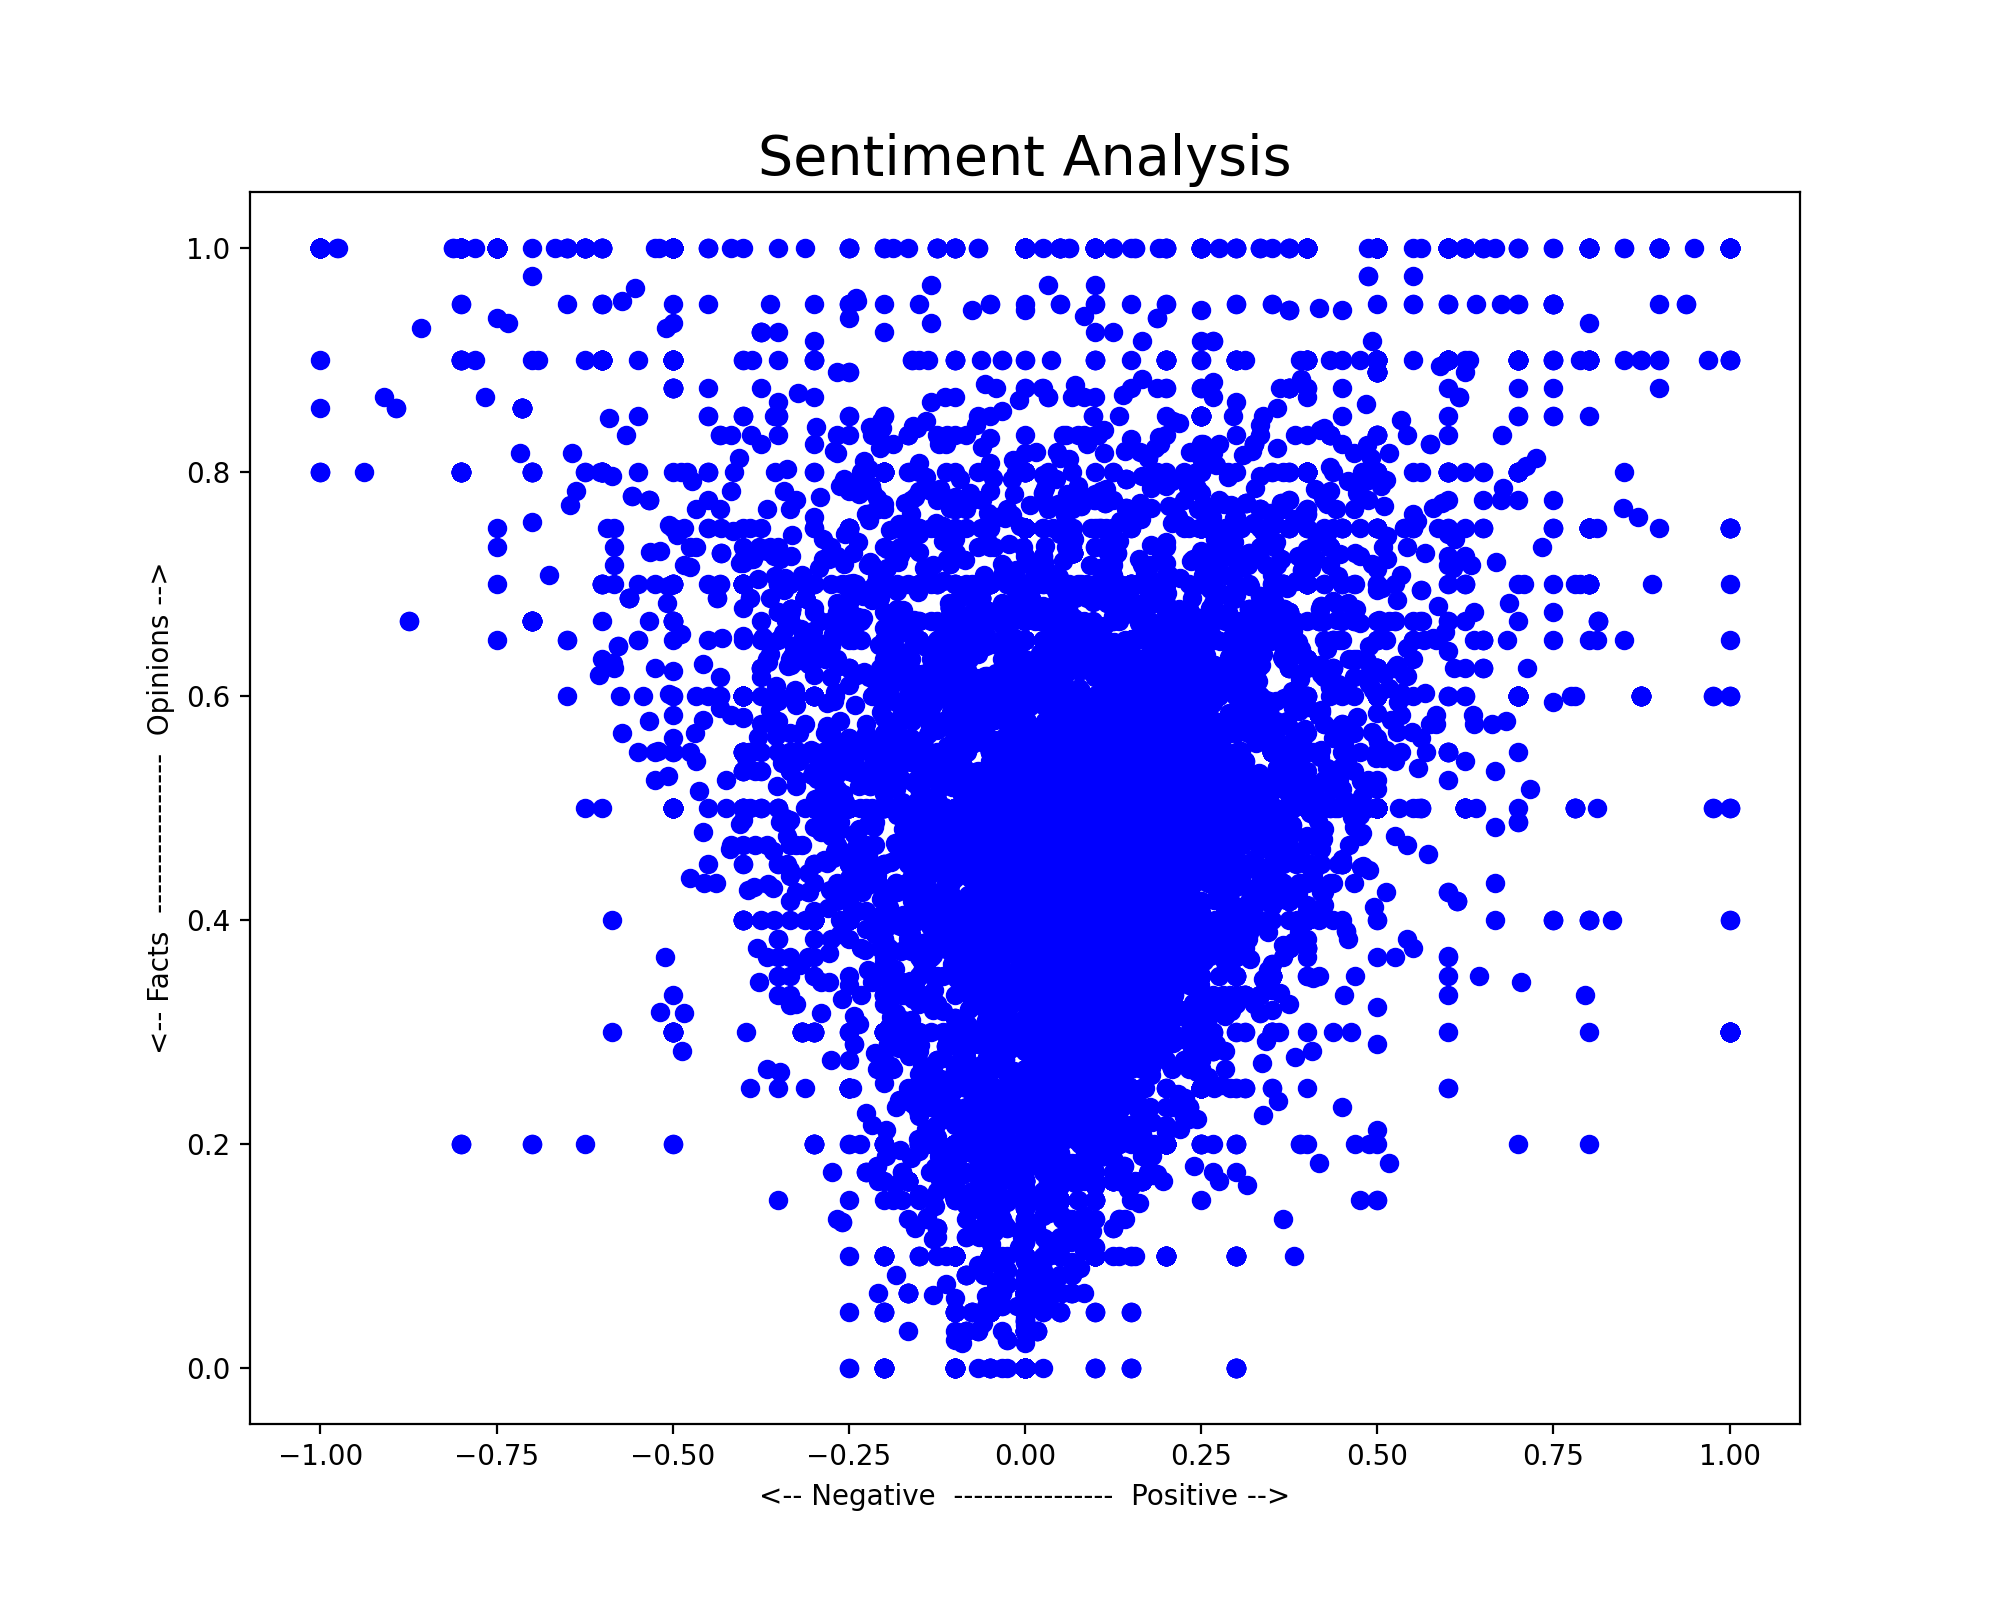 Sentiment Analysis
1.0
0.8
0.6
0.4
0.2
0.0
<-- Facts  ----------------  Opinions -->
−1.00 −0.75 −0.50 −0.25 0.00 0.25 0.50 0.75 1.00
<-- Negative  ----------------  Positive -->